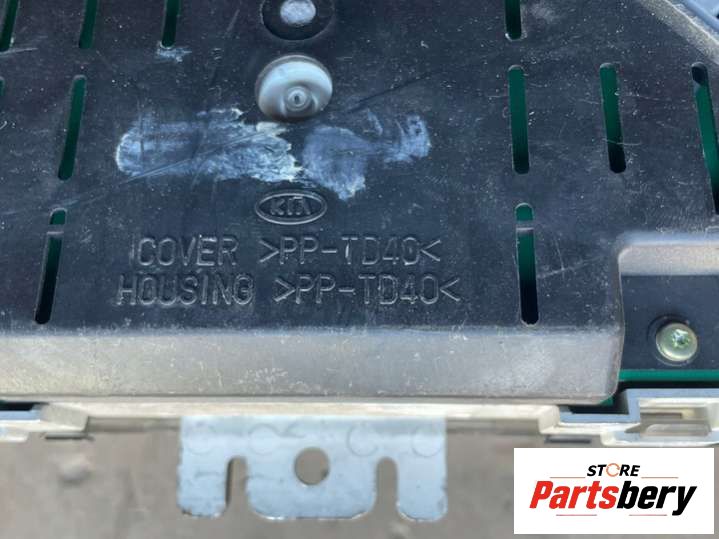 KIA
COVER >PP-TD40<
HOUSING >PP-TD40<
STORE
Partsbery